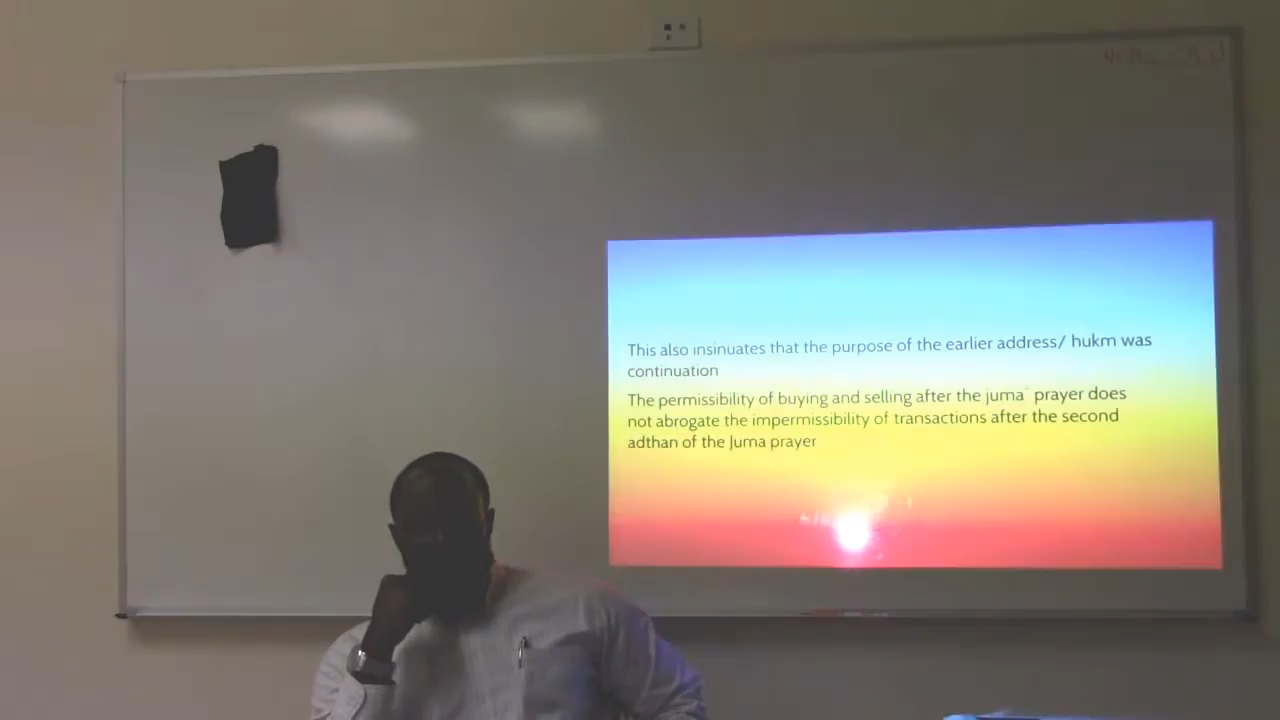 This also insinuates that the purpose of the earlier address/ hukm was
continuation
The permissibility of buying and selling after the juma` prayer does
not abrogate the impermissibility of transactions after the second
adthan of the Juma prayer